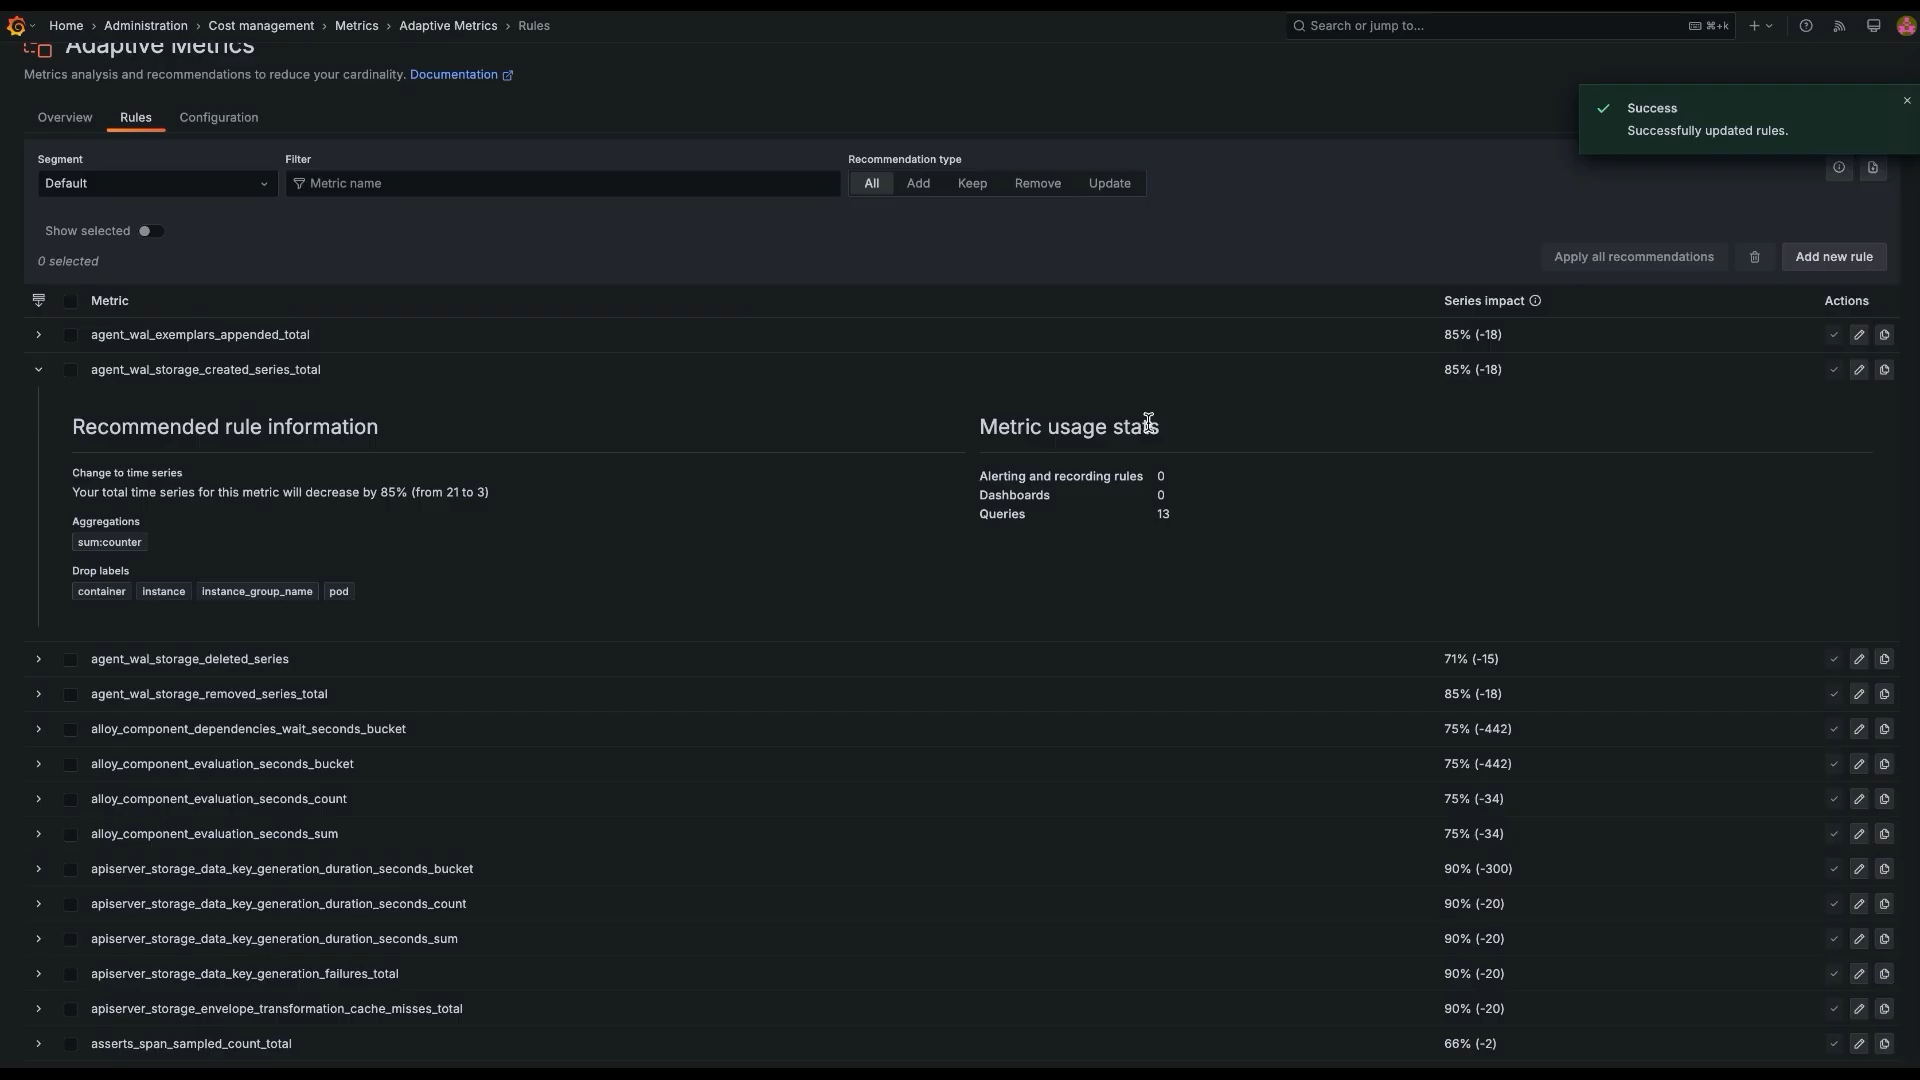 Home › Administration › Cost management › Metrics › Adaptive Metrics › Rules
Search or jump to...
⌘+k
Adaptive Metrics
Metrics analysis and recommendations to reduce your cardinality. Documentation
Success
Successfully updated rules.
Overview Rules Configuration
Segment Filter Recommendation type
Default Metric name All Add Keep Remove Update
Show selected
0 selected
Apply all recommendations Add new rule
Metric Series impact Actions
agent_wal_exemplars_appended_total 85% (-18)
agent_wal_storage_created_series_total 85% (-18)
Recommended rule information
Change to time series
Your total time series for this metric will decrease by 85% (from 21 to 3)
Aggregations
sum:counter
Drop labels
container instance instance_group_name pod
Metric usage stats
Alerting and recording rules 0
Dashboards 0
Queries 13
agent_wal_storage_deleted_series 71% (-15)
agent_wal_storage_removed_series_total 85% (-18)
alloy_component_dependencies_wait_seconds_bucket 75% (-442)
alloy_component_evaluation_seconds_bucket 75% (-442)
alloy_component_evaluation_seconds_count 75% (-34)
alloy_component_evaluation_seconds_sum 75% (-34)
apiserver_storage_data_key_generation_duration_seconds_bucket 90% (-300)
apiserver_storage_data_key_generation_duration_seconds_count 90% (-20)
apiserver_storage_data_key_generation_duration_seconds_sum 90% (-20)
apiserver_storage_data_key_generation_failures_total 90% (-20)
apiserver_storage_envelope_transformation_cache_misses_total 90% (-20)
asserts_span_sampled_count_total 66% (-2)